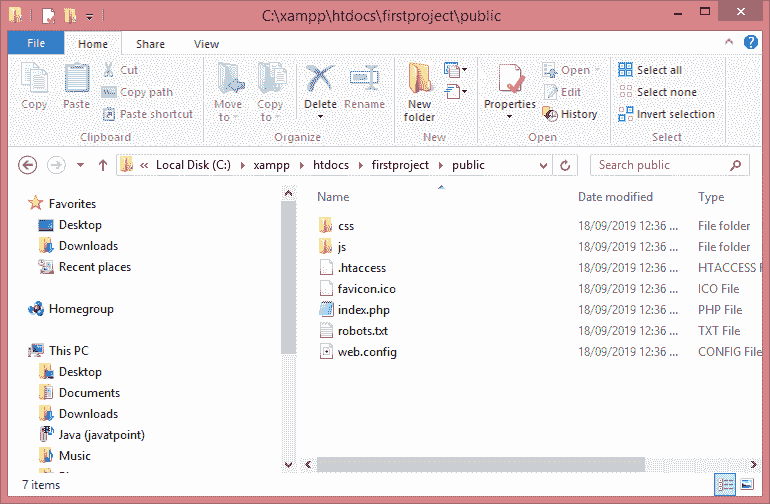 C:\xampp\htdocs\firstproject\public
File Home Share View
Copy Paste Cut Copy path Paste shortcut Move to Copy to Delete Rename New folder Properties Open Edit History Select all Select none Invert selection
Clipboard Organize New Open Select
« Local Disk (C:) xampp htdocs firstproject public Search public
Name Date modified Type
Favorites
Desktop
Downloads
Recent places
Homegroup
This PC
Desktop
Documents
Downloads
Java (javatpoint)
Music
css 18/09/2019 12:36 ... File folder
js 18/09/2019 12:36 ... File folder
.htaccess 18/09/2019 12:36 ... HTACCESS
favicon.ico 18/09/2019 12:36 ... ICO File
index.php 18/09/2019 12:36 ... PHP File
robots.txt 18/09/2019 12:36 ... TXT File
web.config 18/09/2019 12:36 ... CONFIG File
7 items